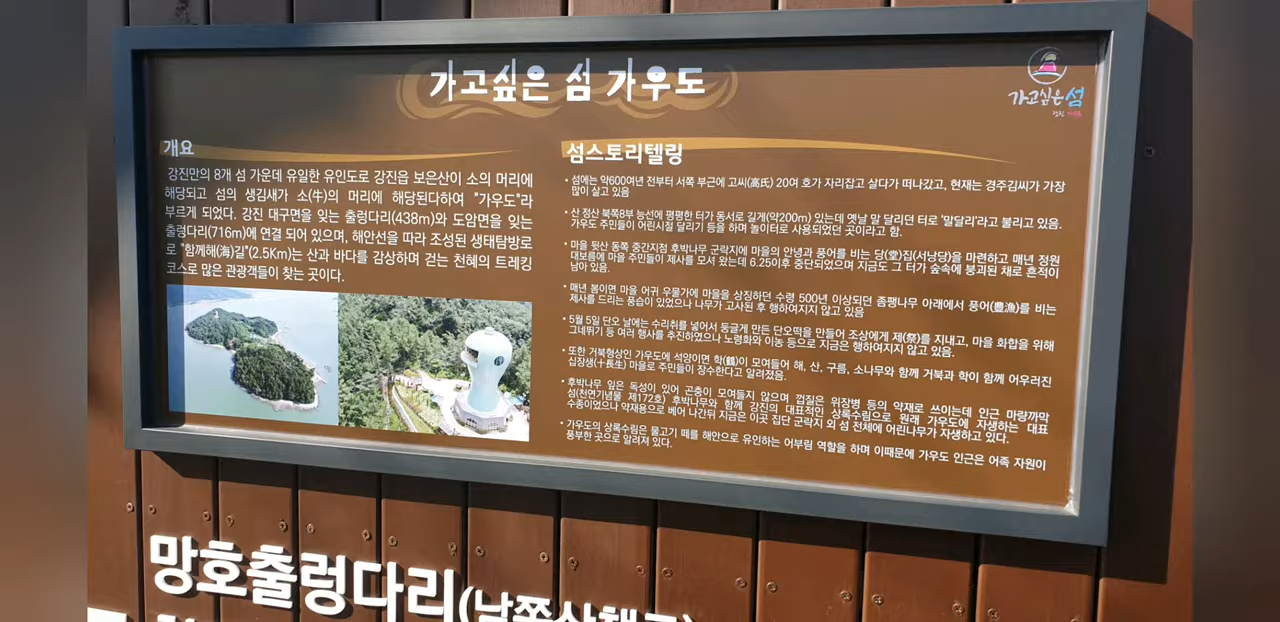 가고싶은 섬 가우도
가고싶은섬
강진 가우도
개요
강진만의 8개 섬 가운데 유일한 유인도로 강진읍 보은산이 소의 머리에
해당되고 섬의 생김새가 소(牛)의 머리에 해당된다하여 "가우도"라
부르게 되었다. 강진 대구면을 잊는 출렁다리(438m)와 도암면을 잊는
출렁다리(716m)에 연결 되어 있으며, 해안선을 따라 조성된 생태탐방로
로 "함께해(海)길"(2.5Km)는 산과 바다를 감상하며 걷는 천혜의 트레킹
코스로 많은 관광객들이 찾는 곳이다.
섬스토리텔링
• 섬에는 약600여년 전부터 서쪽 부근에 고씨(高氏) 20여 호가 자리잡고 살다가 떠나갔고, 현재는 경주김씨가 가장
많이 살고 있음
• 산 정산 북쪽8부 능선에 평평한 터가 동서로 길게(약200m) 있는데 옛날 말 달리던 터로 '말달리'라고 불리고 있음.
가우도 주민들이 어린시절 달리기 등을 하며 놀이터로 사용되었던 곳이라고 함.
• 마을 뒷산 동쪽 중간지점 후박나무 군락지에 마을의 안녕과 풍어를 비는 당(堂)집(서낭당)을 마련하고 매년 정원
대보름에 마을 주민들이 제사를 모셔 왔는데 6.25이후 중단되었으며 지금도 그 터가 숲속에 붕괴된 채로 흔적이
남아 있음.
• 매년 봄이면 마을 어귀 우물가에 마을을 상징하던 수령 500년 이상되던 좀팽나무 아래에서 풍어(豊漁)를 비는
제사를 드리는 풍습이 있었으나 나무가 고사된 후 행하여지지 않고 있음
• 5월 5일 단오 날에는 수리취를 넣어서 둥글게 만든 단오떡을 만들어 조상에게 제(祭)를 지내고, 마을 화합을 위해
그네뛰기 등 여러 행사를 추진하였으나 노령화와 이농 등으로 지금은 행하여지지 않고 있음.
• 또한 거북형상인 가우도에 석양이면 학(鶴)이 모여들어 해, 산, 구름, 소나무와 함께 거북과 학이 함께 어우러진
십장생(十長生) 마을로 주민들이 장수한다고 알려졌음.
• 후박나무 잎은 독성이 있어 곤충이 모여들지 않으며 껍질은 위장병 등의 약재로 쓰이는데 인근 마량까막
섬(천연기념물 제172호) 후박나무와 함께 강진의 대표적인 상록수림으로 원래 가우도에 자생하는 대표
수종이었으나 약재용으로 베어 나간뒤 지금은 이곳 집단 군락지 외 섬 전체에 어린나무가 자생하고 있다.
• 가우도의 상록수림은 물고기 떼를 해안으로 유인하는 어부림 역할을 하며 이때문에 가우도 인근은 어족 자원이
풍부한 곳으로 알려져 있다.
망호출렁다리